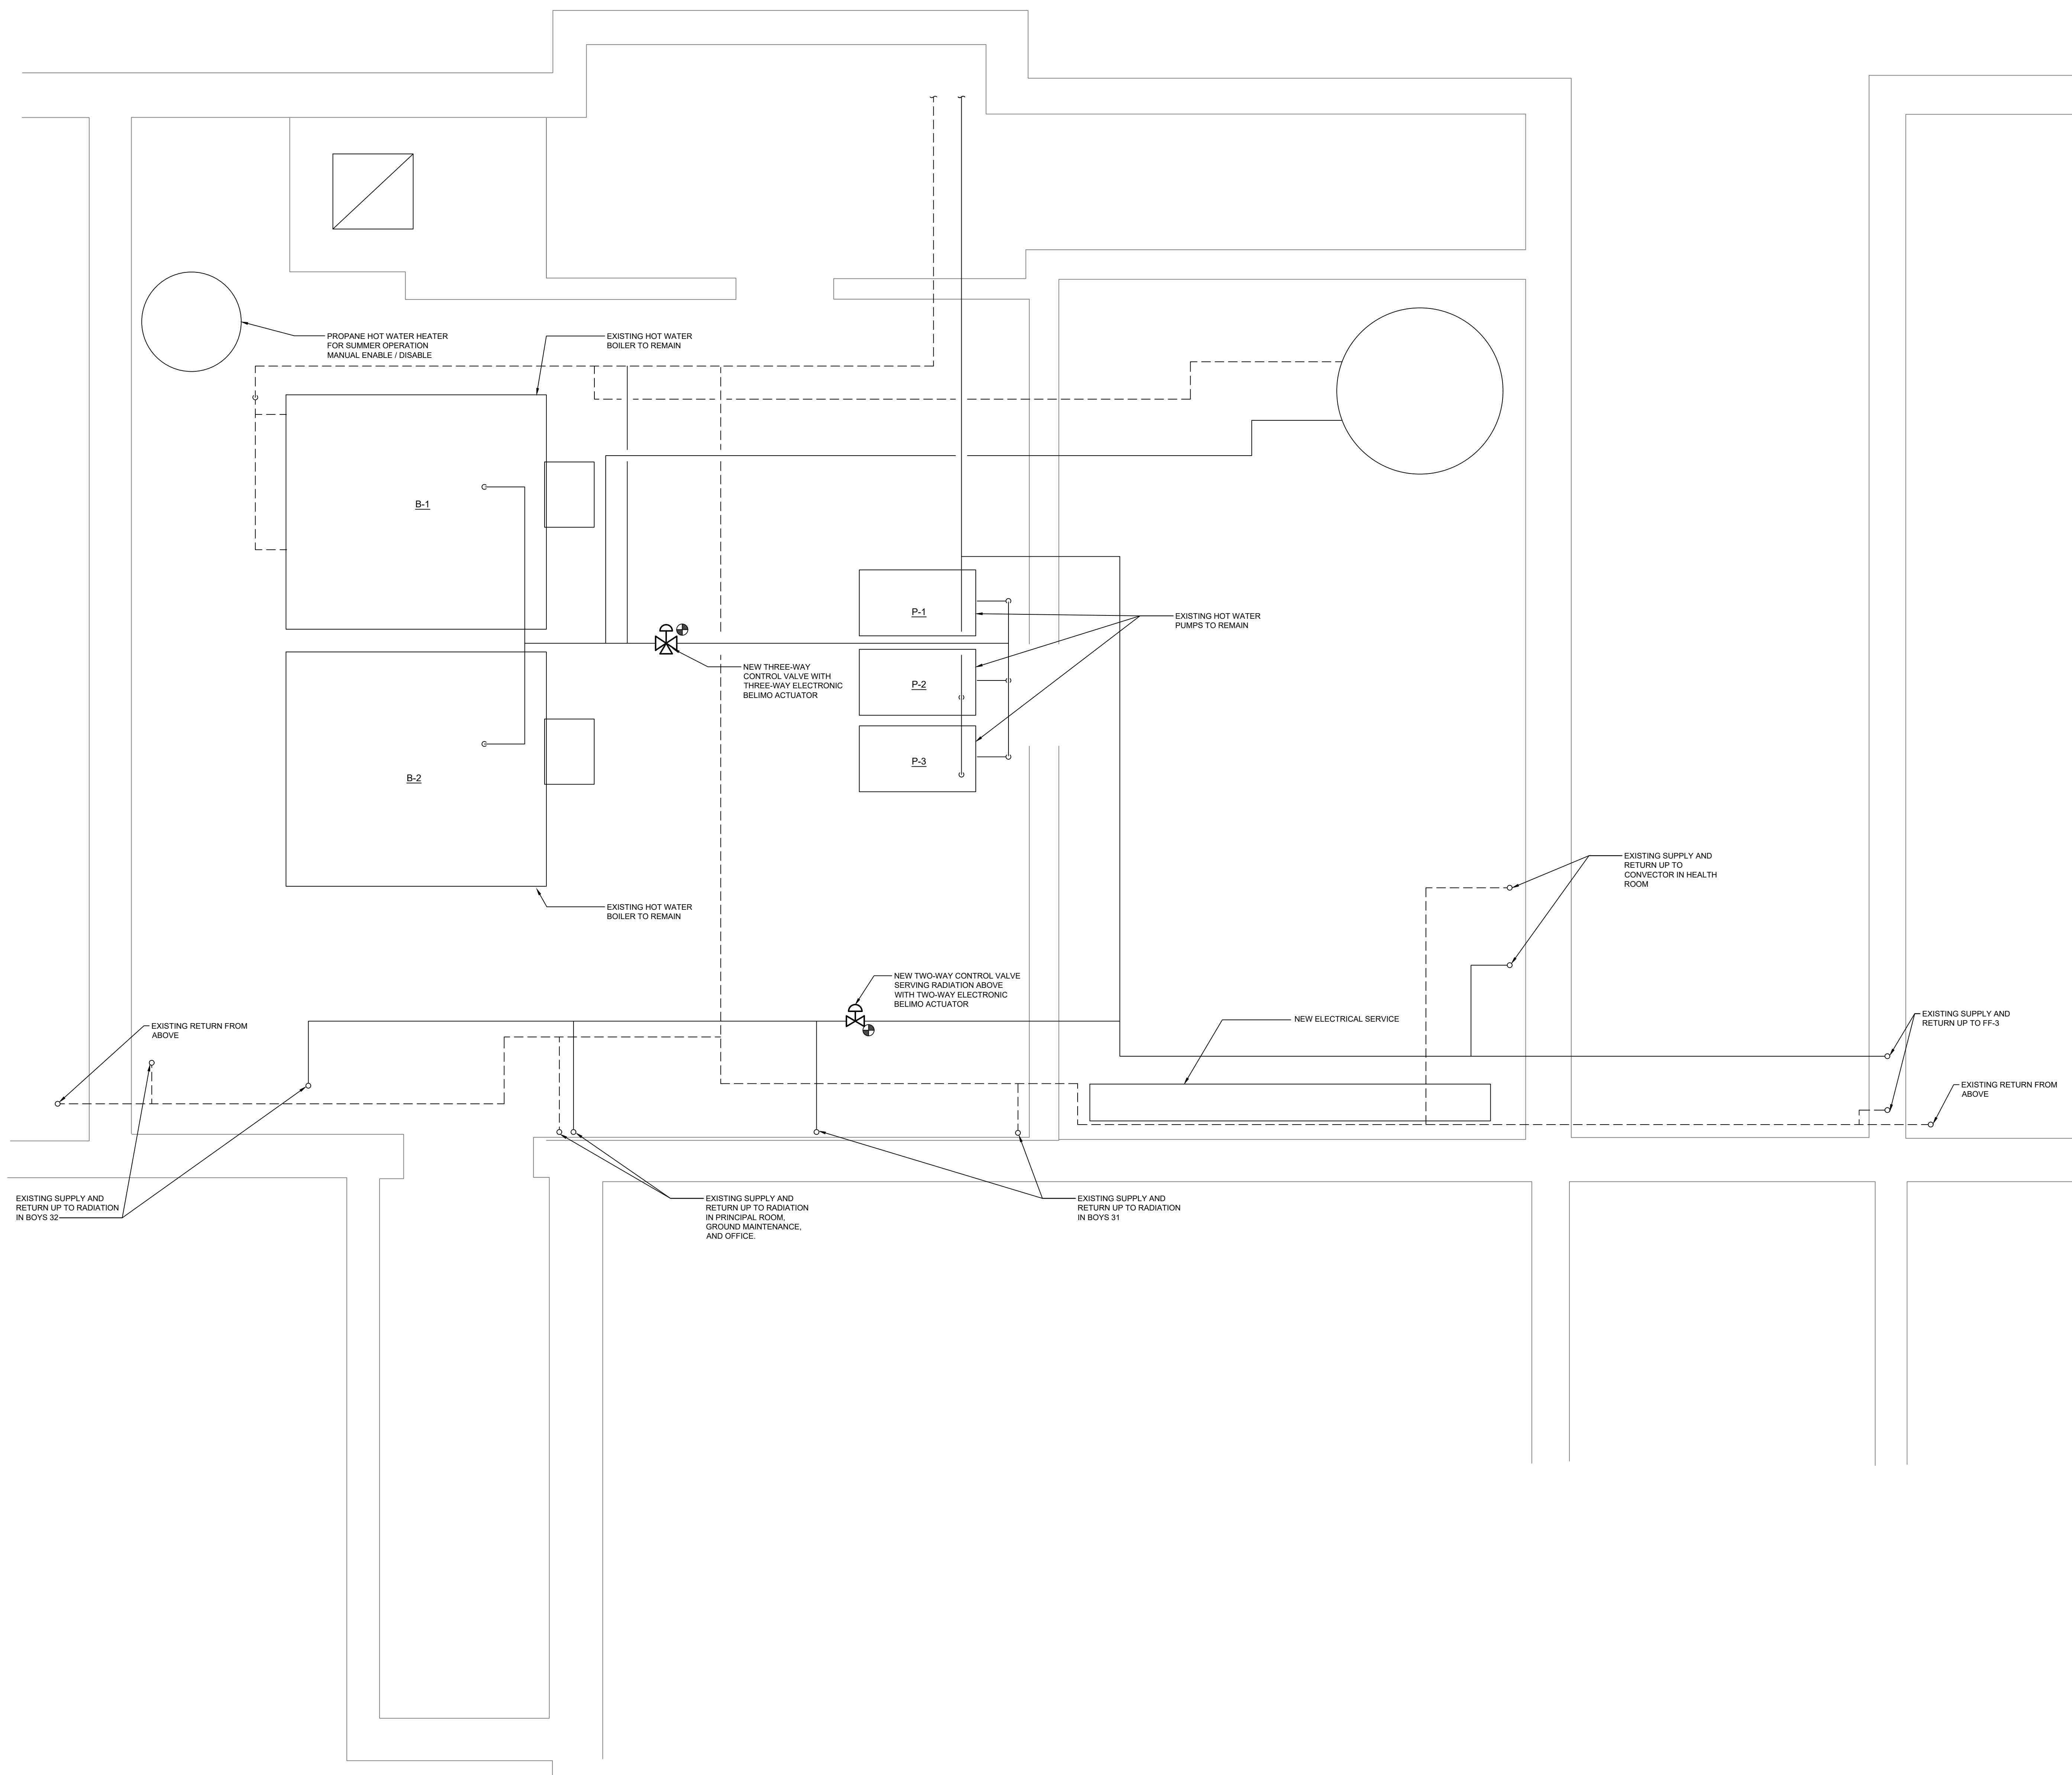 PROPANE HOT WATER HEATER
FOR SUMMER OPERATION
MANUAL ENABLE / DISABLE
EXISTING HOT WATER
BOILER TO REMAIN
B-1
P-1
EXISTING HOT WATER
PUMPS TO REMAIN
NEW THREE-WAY
CONTROL VALVE WITH
THREE-WAY ELECTRONIC
BELIMO ACTUATOR
P-2
P-3
B-2
EXISTING HOT WATER
BOILER TO REMAIN
EXISTING SUPPLY AND
RETURN UP TO
CONVECTOR IN HEALTH
ROOM
NEW TWO-WAY CONTROL VALVE
SERVING RADIATION ABOVE
WITH TWO-WAY ELECTRONIC
BELIMO ACTUATOR
EXISTING RETURN FROM
ABOVE
NEW ELECTRICAL SERVICE
EXISTING SUPPLY AND
RETURN UP TO FF-3
EXISTING RETURN FROM
ABOVE
EXISTING SUPPLY AND
RETURN UP TO RADIATION
IN BOYS 32
EXISTING SUPPLY AND
RETURN UP TO RADIATION
IN PRINCIPAL ROOM,
GROUND MAINTENANCE,
AND OFFICE.
EXISTING SUPPLY AND
RETURN UP TO RADIATION
IN BOYS 31